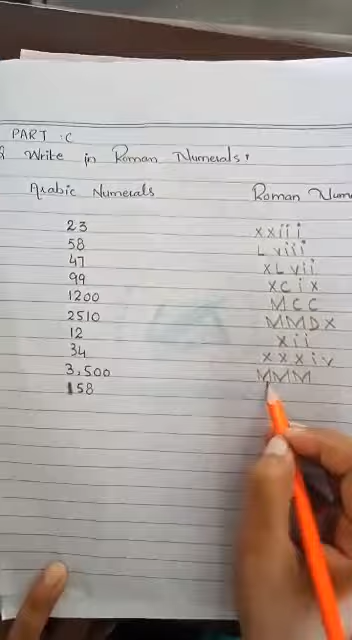 PART : C
Write in Roman Numerals:
Arabic Numerals Roman Num
23 xxiii
58 Lviii
47 xLvii
99 xcix
1200 MCC
2510 MMDX
12 xii
34 xxxiv
3,500 MMM
158